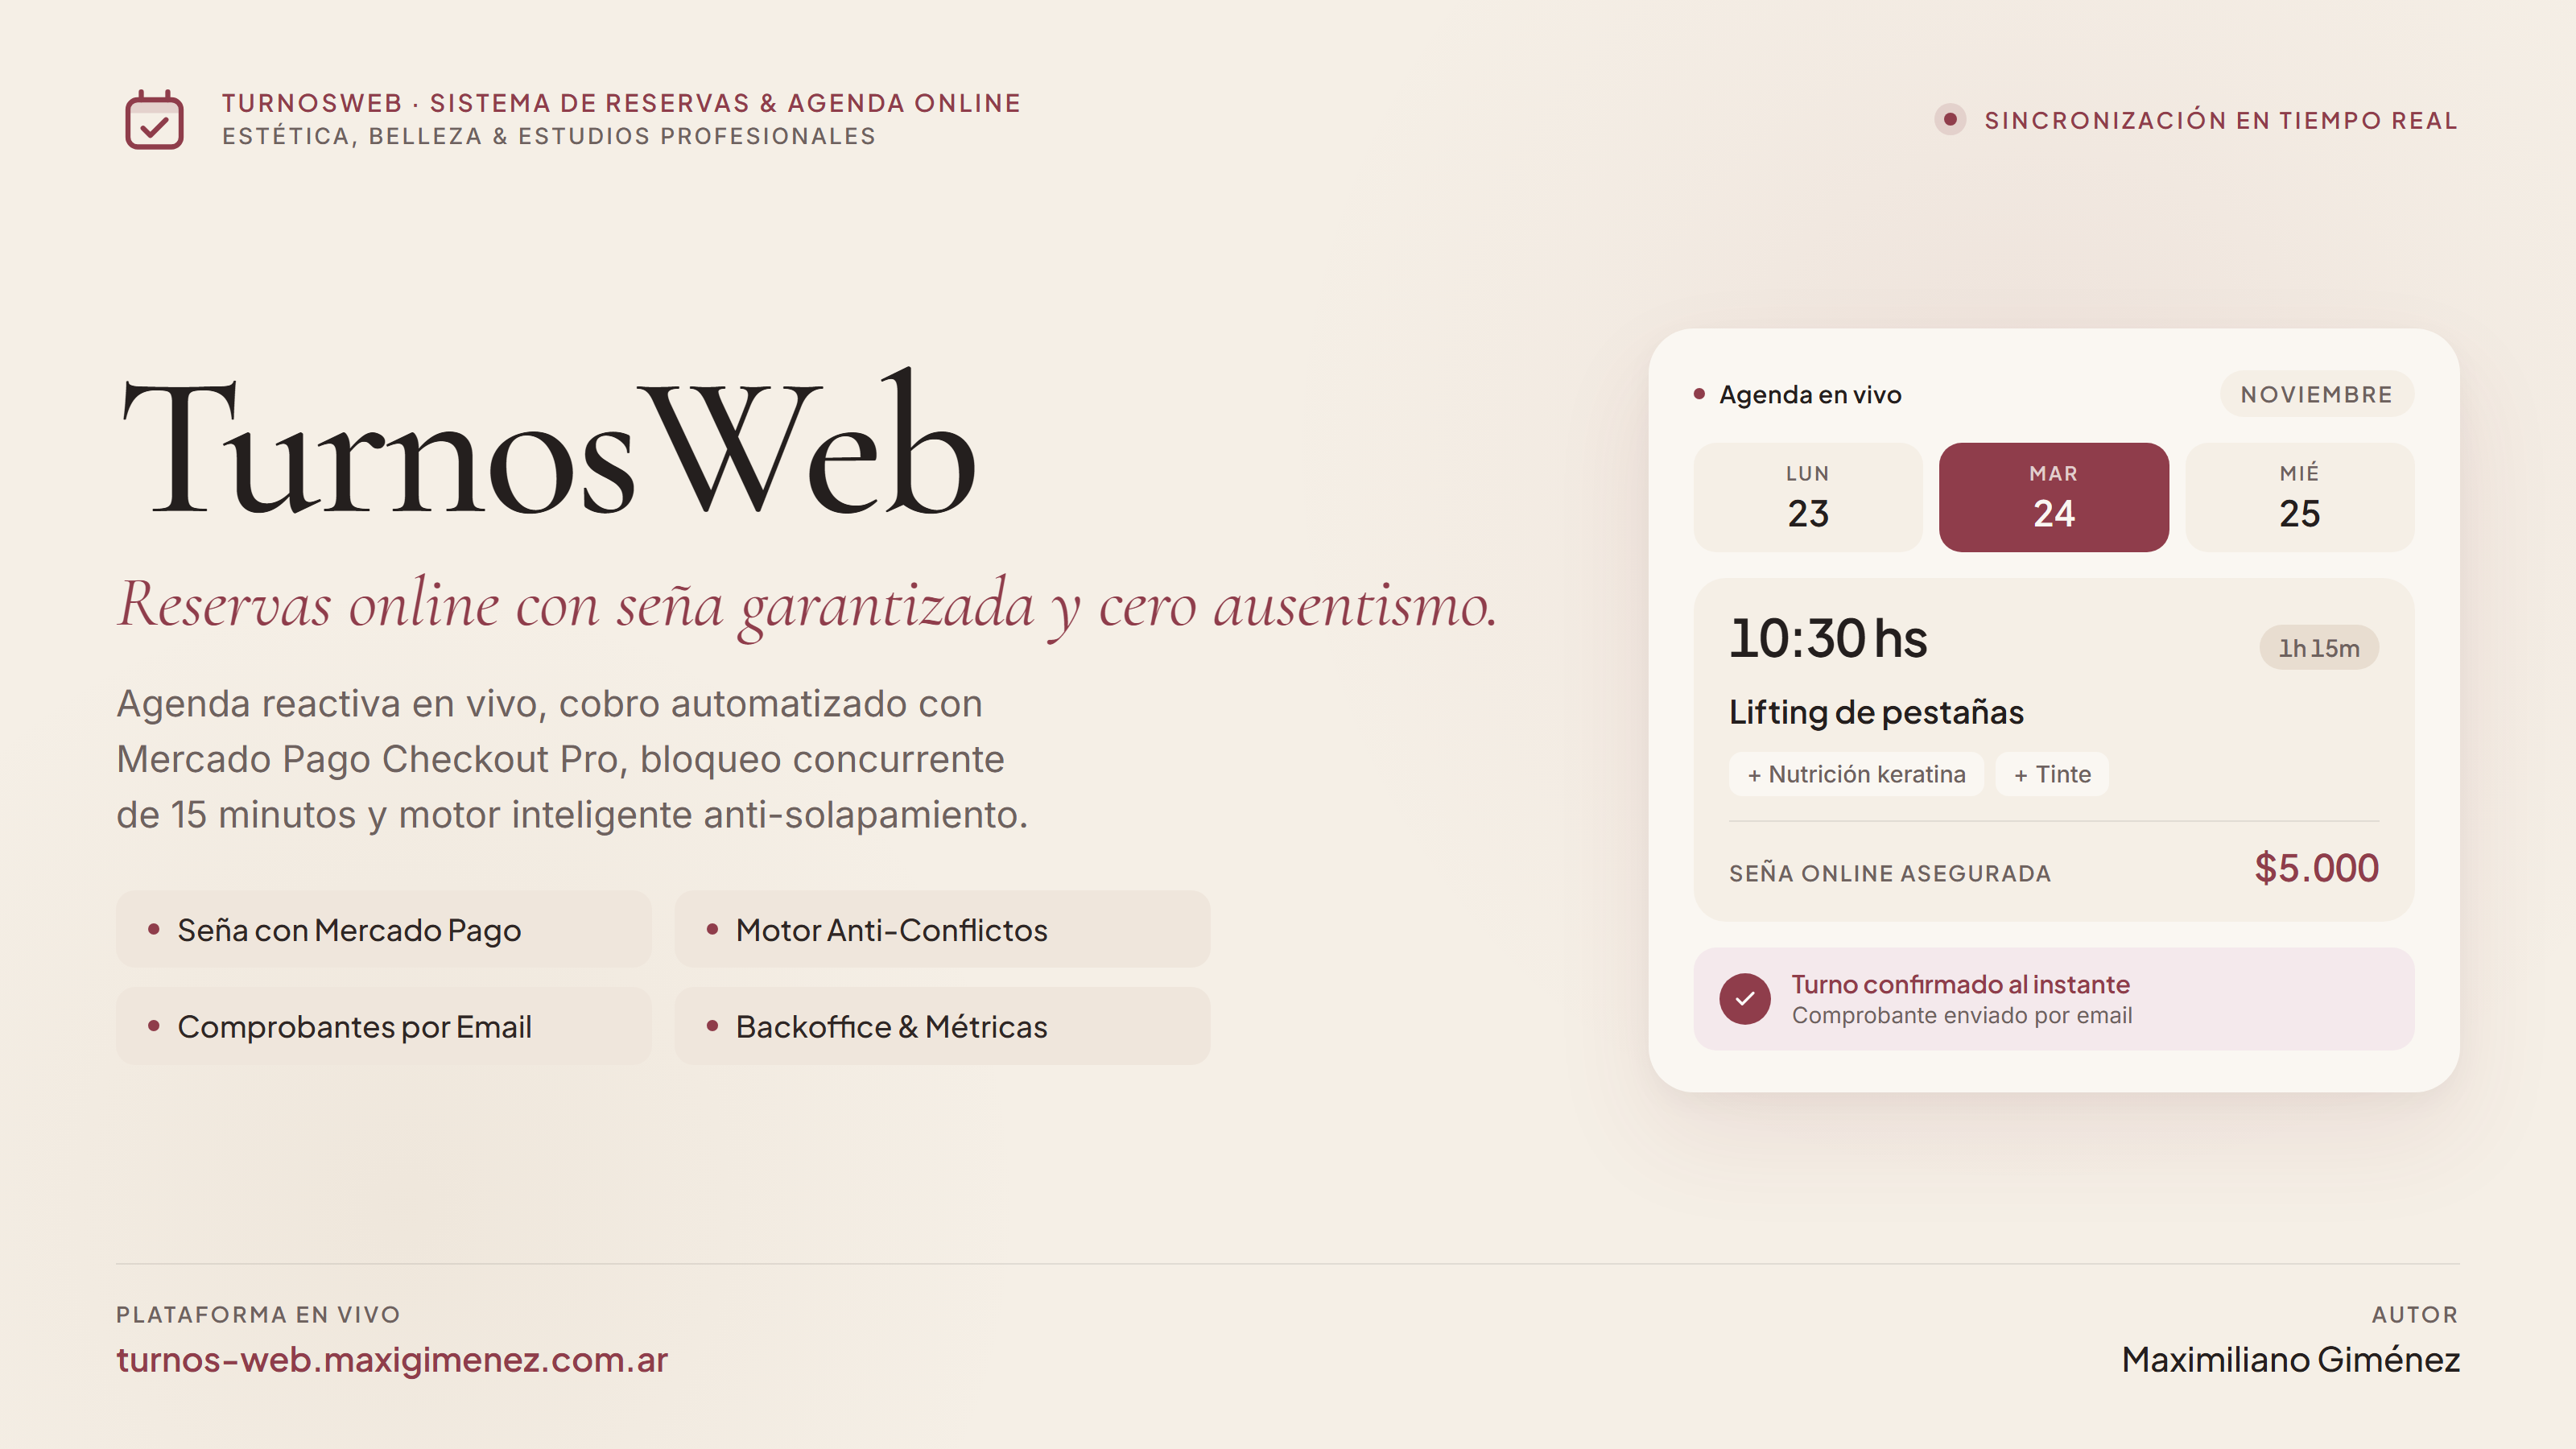 TURNOSWEB · SISTEMA DE RESERVAS & AGENDA ONLINE
ESTÉTICA, BELLEZA & ESTUDIOS PROFESIONALES
SINCRONIZACIÓN EN TIEMPO REAL
TurnosWeb
Reservas online con seña garantizada y cero ausentismo.
Agenda reactiva en vivo, cobro automatizado con
Mercado Pago Checkout Pro, bloqueo concurrente
de 15 minutos y motor inteligente anti-solapamiento.
Seña con Mercado Pago
Motor Anti-Conflictos
Comprobantes por Email
Backoffice & Métricas
Agenda en vivo
NOVIEMBRE
LUN
23
MAR
24
MIÉ
25
10:30 hs
1h 15m
Lifting de pestañas
+ Nutrición keratina
+ Tinte
SEÑA ONLINE ASEGURADA
$5.000
Turno confirmado al instante
Comprobante enviado por email
PLATAFORMA EN VIVO
turnos-web.maxigimenez.com.ar
AUTOR
Maximiliano Giménez